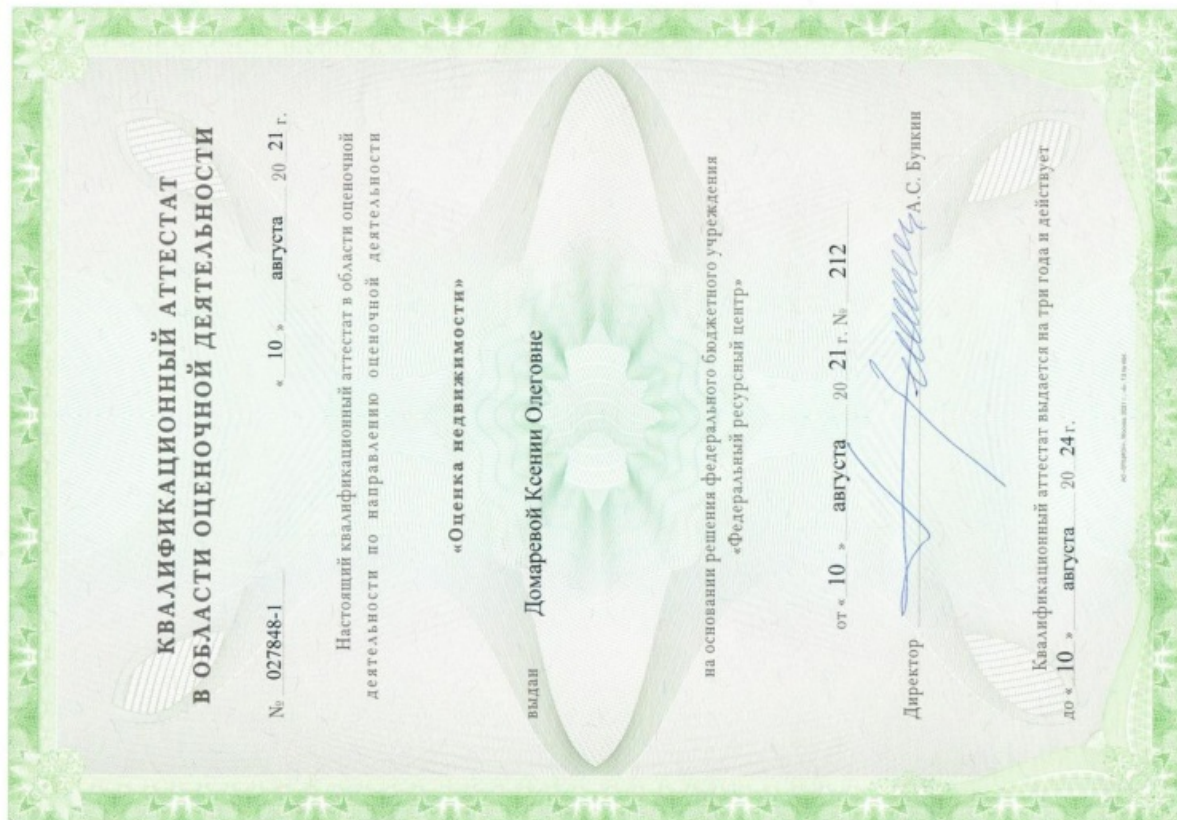 КВАЛИФИКАЦИОННЫЙ АТТЕСТАТ
В ОБЛАСТИ ОЦЕНОЧНОЙ ДЕЯТЕЛЬНОСТИ
№ 027848-1 « 10 » августа 20 21 г.
Настоящий квалификационный аттестат в области оценочной
деятельности по направлению оценочной деятельности
«Оценка недвижимости»
выдан Домаревой Ксении Олеговне
на основании решения федерального бюджетного учреждения
«Федеральный ресурсный центр»
от « 10 » августа 20 21 г. № 212
Директор А.С. Бункин
Квалификационный аттестат выдается на три года и действует
до « 10 » августа 20 24 г.